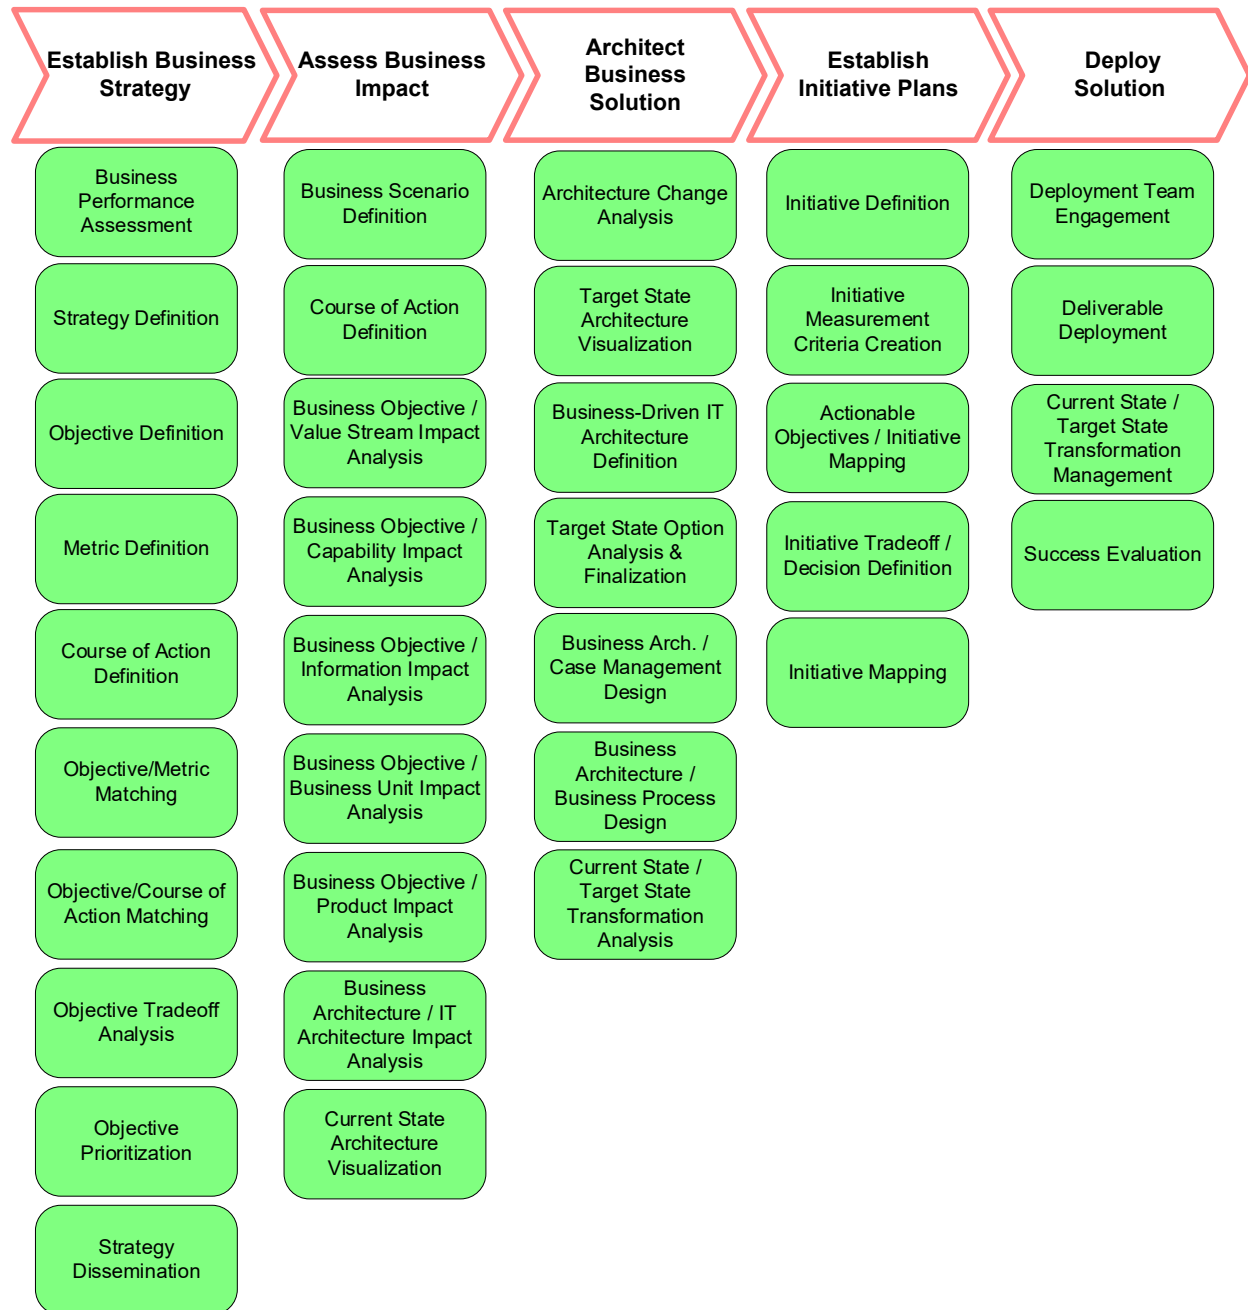 Establish Business
Strategy
Assess Business
Impact
Architect
Business
Solution
Establish
Initiative Plans
Deploy
Solution
Business
Performance
Assessment
Strategy Definition
Objective Definition
Metric Definition
Course of Action
Definition
Objective/Metric
Matching
Objective/Course of
Action Matching
Objective Tradeoff
Analysis
Objective
Prioritization
Strategy
Dissemination
Business Scenario
Definition
Course of Action
Definition
Business Objective /
Value Stream Impact
Analysis
Business Objective /
Capability Impact
Analysis
Business Objective /
Information Impact
Analysis
Business Objective /
Business Unit Impact
Analysis
Business Objective /
Product Impact
Analysis
Business
Architecture / IT
Architecture Impact
Analysis
Current State
Architecture
Visualization
Architecture Change
Analysis
Target State
Architecture
Visualization
Business-Driven IT
Architecture
Definition
Target State Option
Analysis &
Finalization
Business Arch. /
Case Management
Design
Business
Architecture /
Business Process
Design
Current State /
Target State
Transformation
Analysis
Initiative Definition
Initiative
Measurement
Criteria Creation
Actionable
Objectives / Initiative
Mapping
Initiative Tradeoff /
Decision Definition
Initiative Mapping
Deployment Team
Engagement
Deliverable
Deployment
Current State /
Target State
Transformation
Management
Success Evaluation